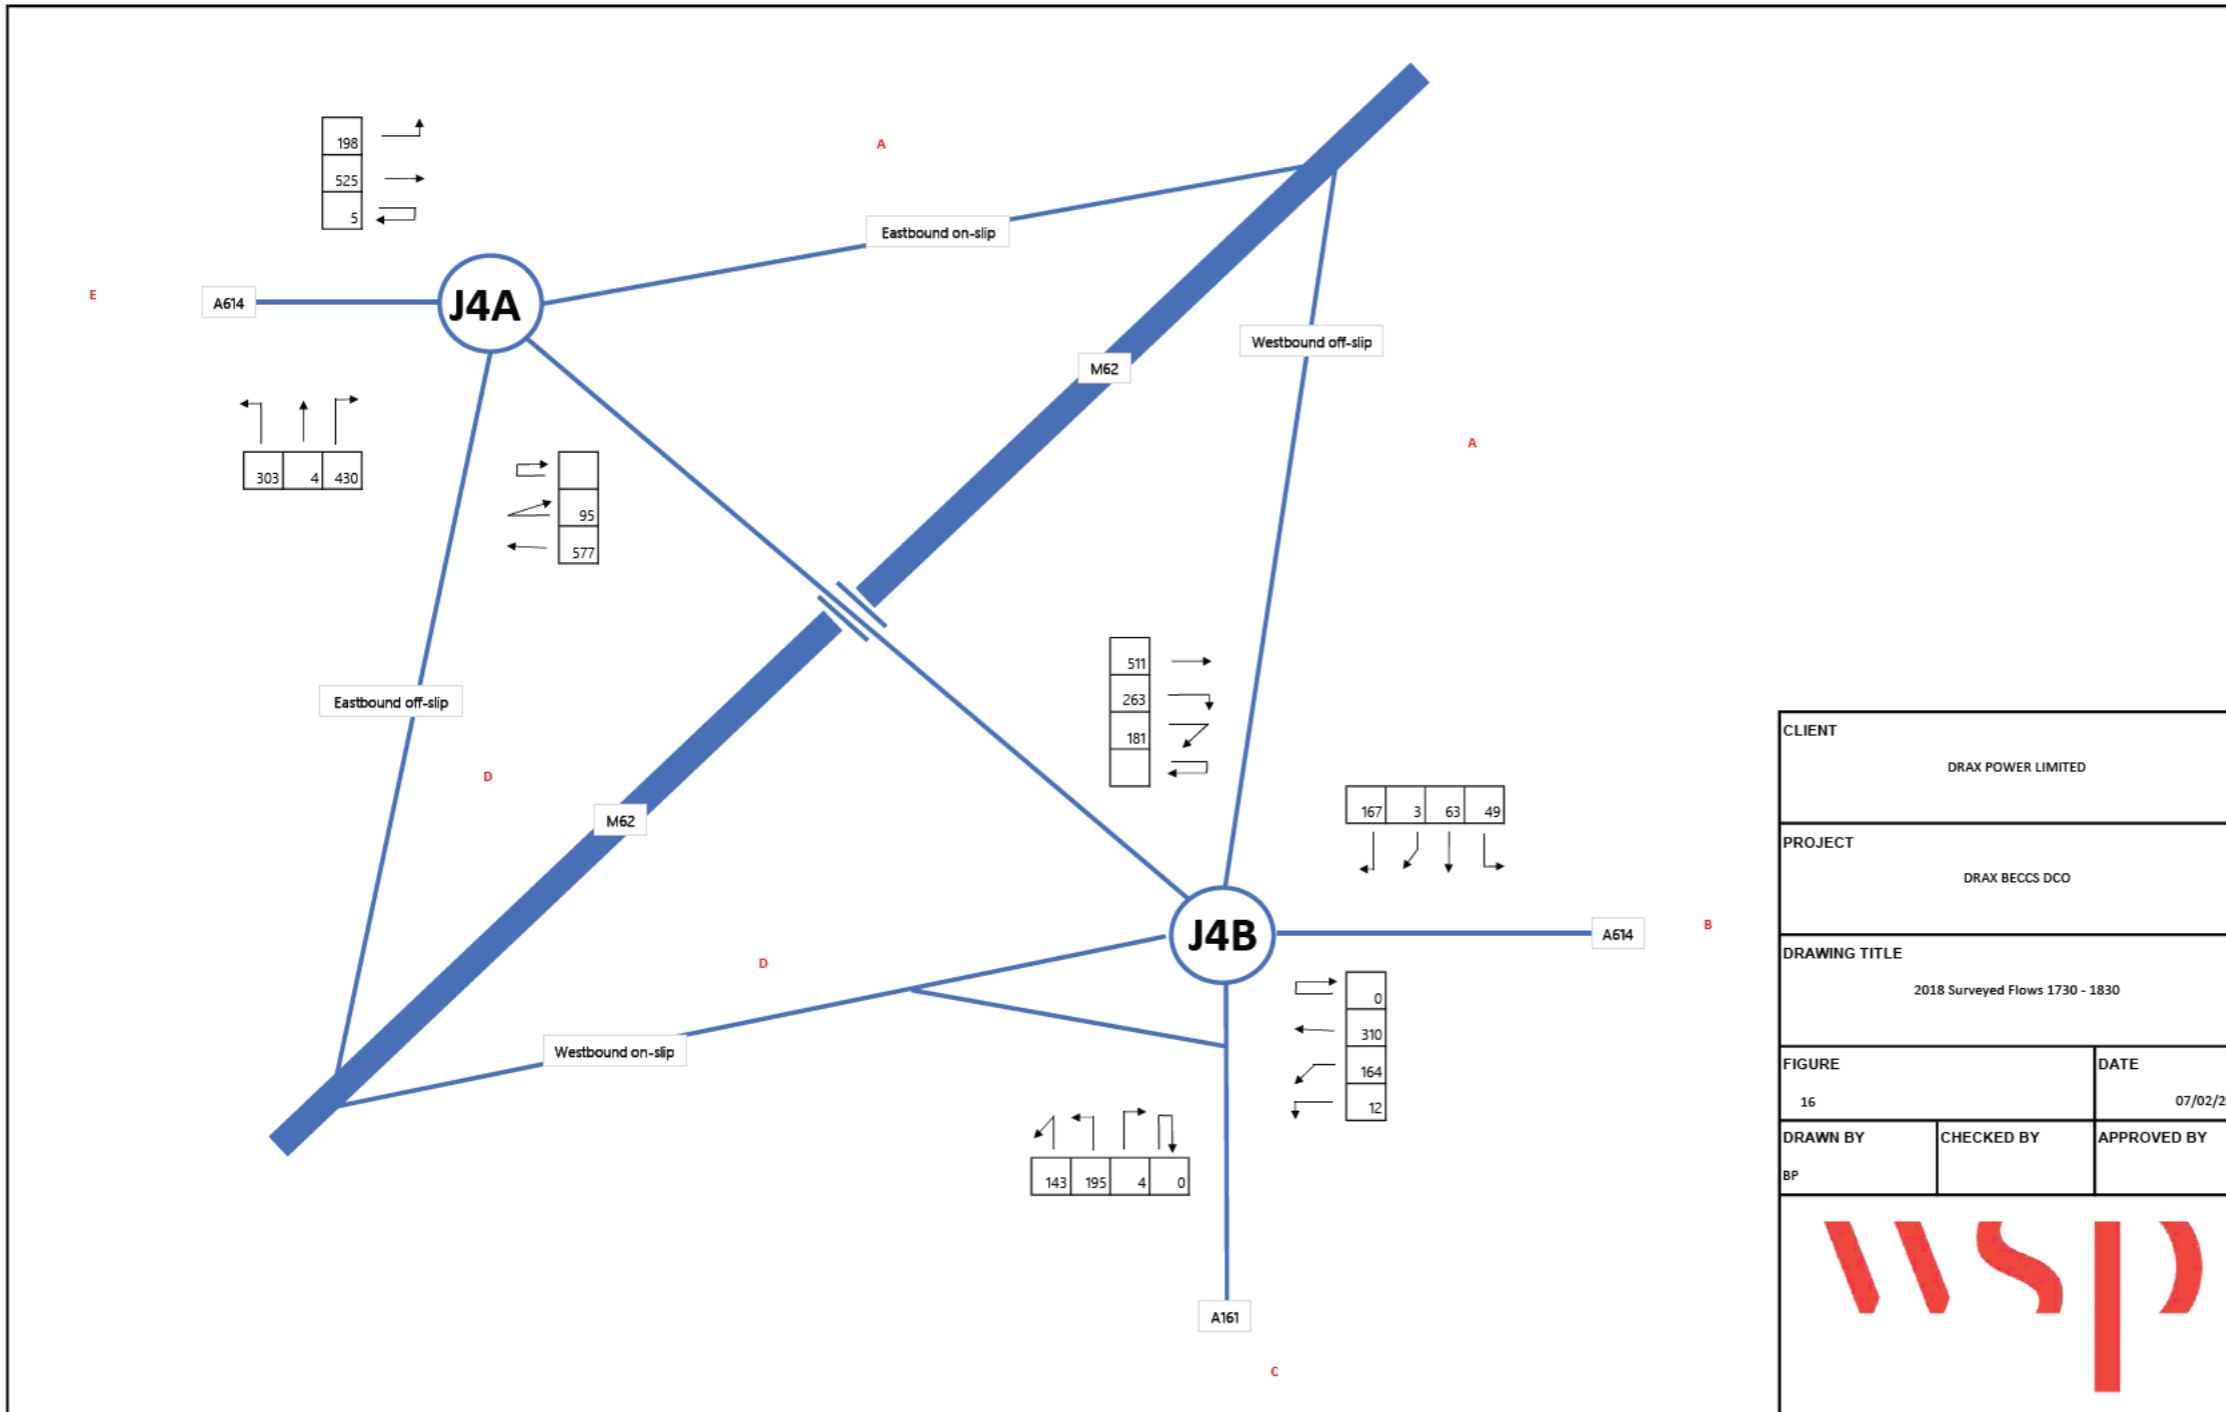 198
525
5
A
Eastbound on-slip
E
A614
J4A
Westbound off-slip
M62
A
303 4 430
95
577
511
263
181
Eastbound off-slip
D
M62
167 3 63 49
J4B
A614
B
D
Westbound on-slip
0
310
164
12
143 195 4 0
A161
C
CLIENT
DRAX POWER LIMITED
PROJECT
DRAX BECCS DCO
DRAWING TITLE
2018 Surveyed Flows 1730 - 1830
FIGURE
16
DATE
07/02/2
DRAWN BY
BP
CHECKED BY
APPROVED BY
wsp